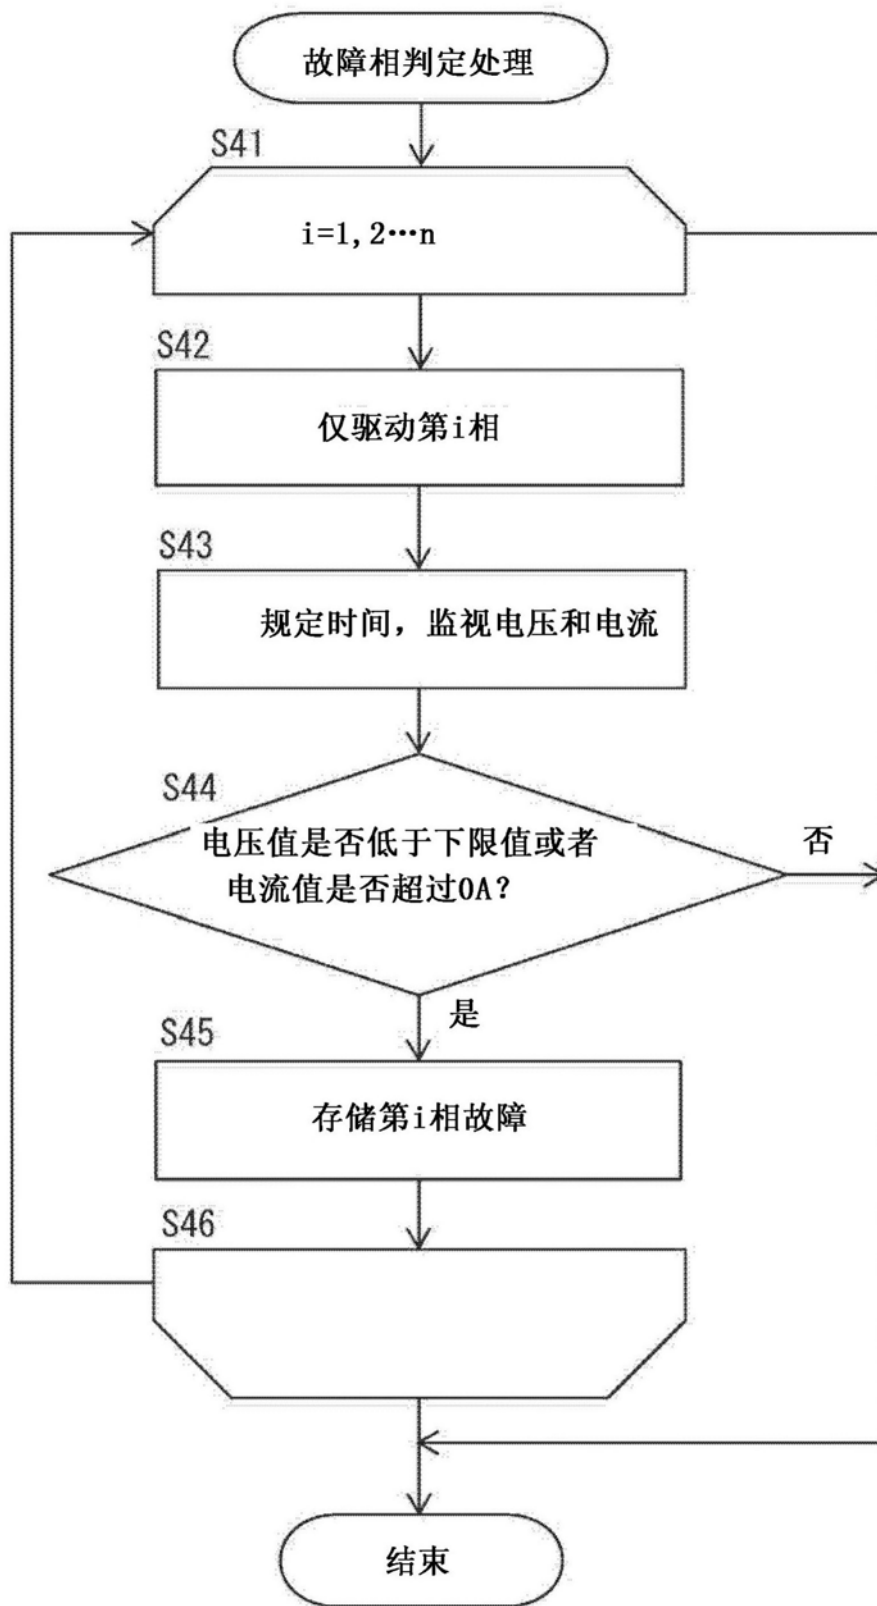 故障相判定处理
S41
i=1,2…n
S42
仅驱动第i相
S43
规定时间，监视电压和电流
S44
电压值是否低于下限值或者
电流值是否超过0A？
否
是
S45
存储第i相故障
S46
结束